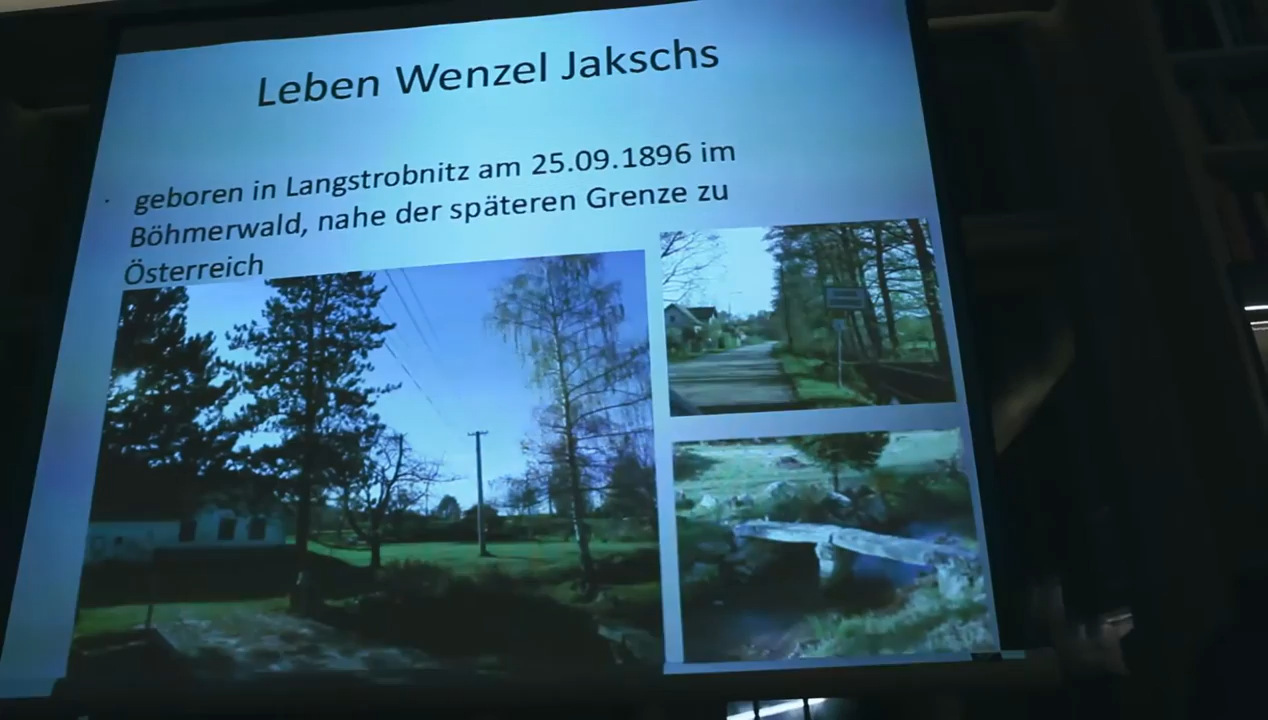 Leben Wenzel Jakschs
· geboren in Langstrobnitz am 25.09.1896 im
Böhmerwald, nahe der späteren Grenze zu
Österreich